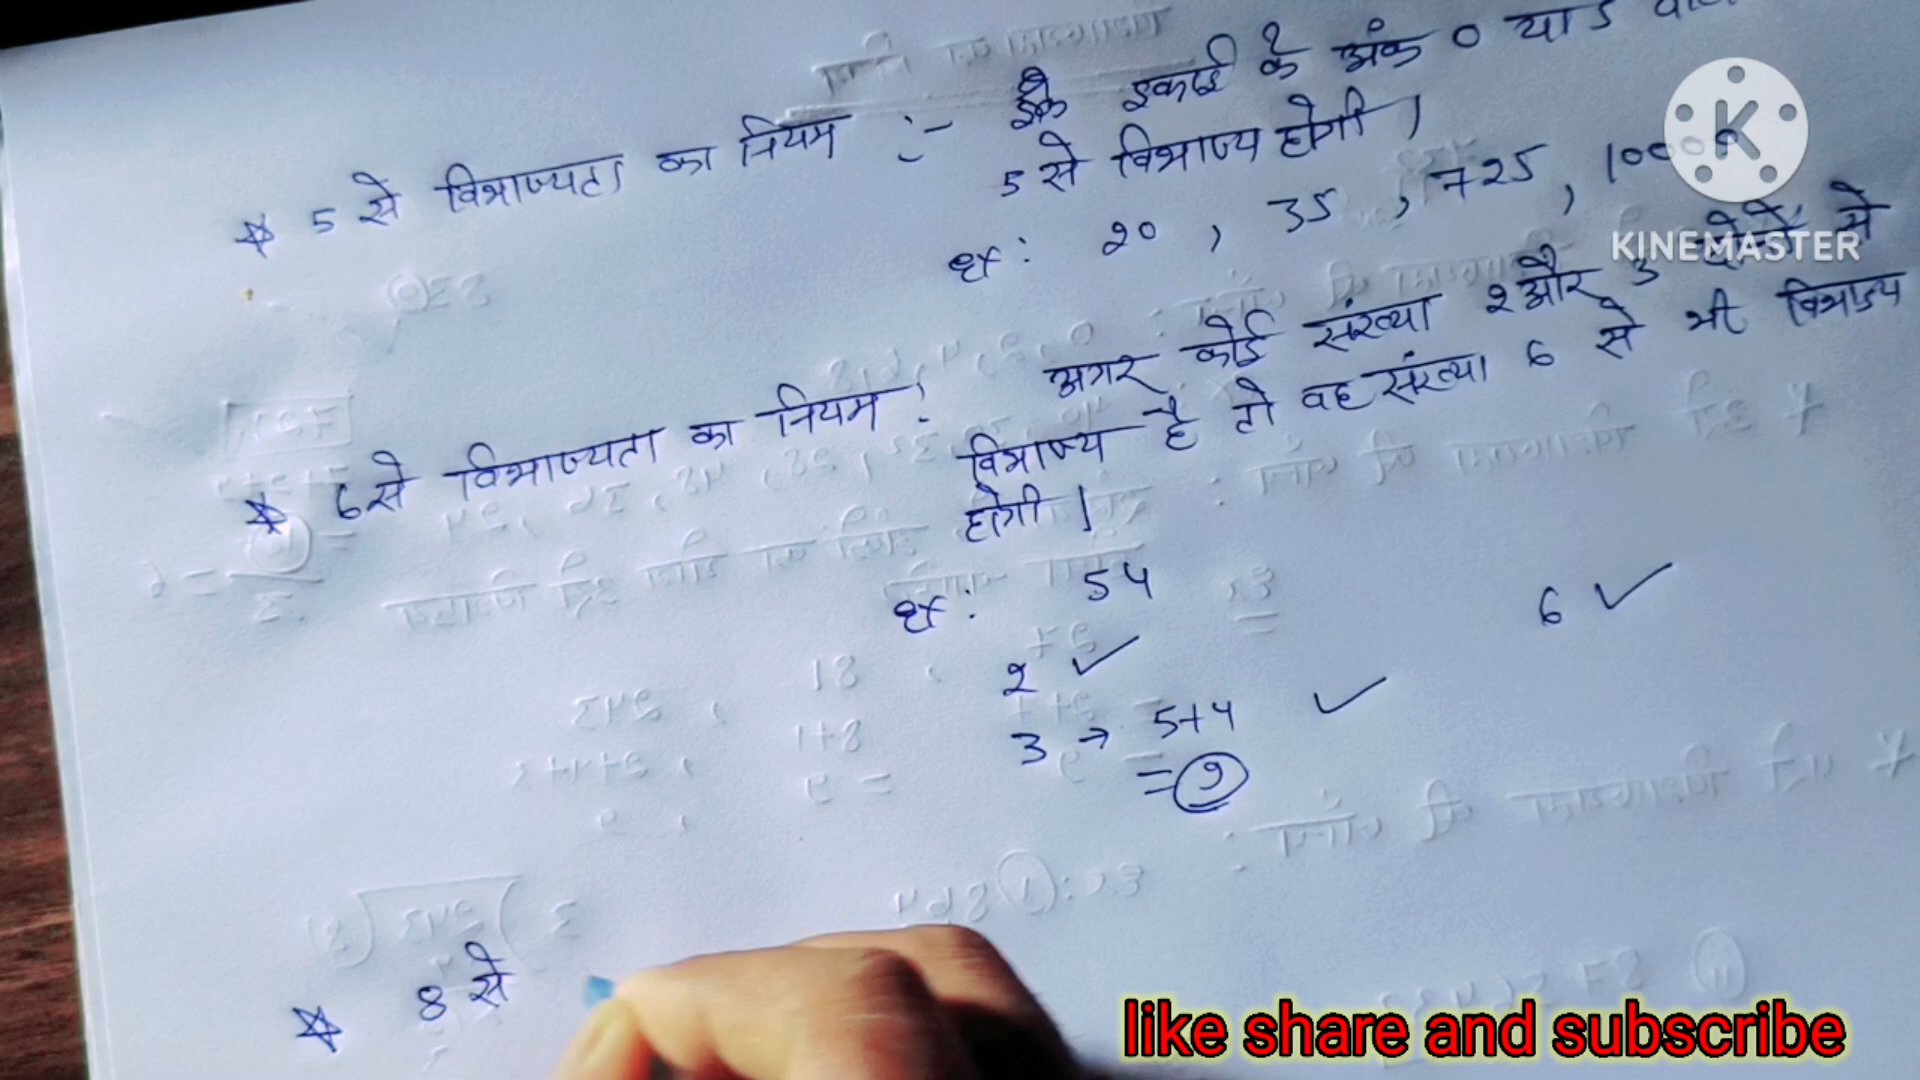 * 5 से विभाज्यता का नियम :- इकाई के अंक 0 या 5
5 से विभाज्य होगी।
ex: 20, 35, 725, 1000
* 6 से विभाज्यता का नियम : अगर कोई संख्या 2 और 3 दोनों से
विभाज्य है तो वह संख्या 6 से भी विभाज्य
होगी।
ex: 54
2 ✓ 6 ✓
3 → 5+4 ✓
= 9
* 8 से
KINEMASTER
like share and subscribe